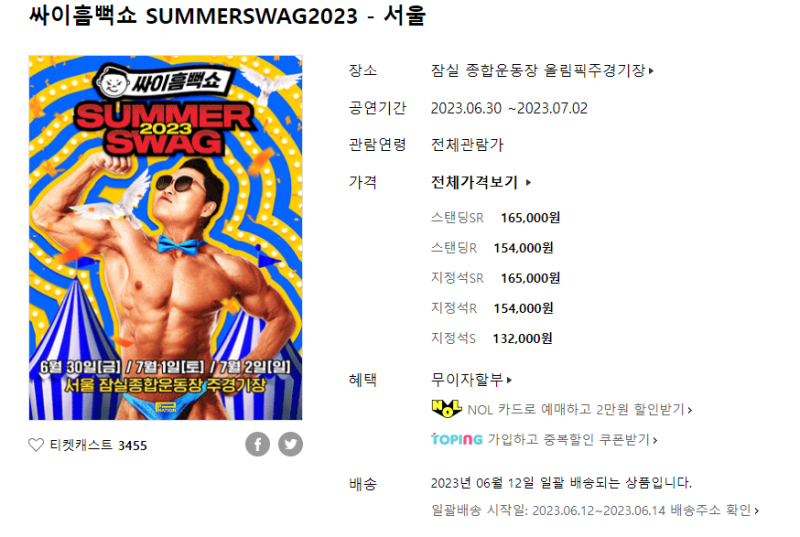 싸이흠뻑쇼 SUMMERSWAG2023 - 서울
싸이흠뻑쇼
SUMMER
2023
SWAG
6월 30일[금] / 7월 1일[토] / 7월 2일[일]
서울 잠실종합운동장 주경기장
P NATION
티켓캐스트 3455
장소 잠실 종합운동장 올림픽주경기장
공연기간 2023.06.30 ~2023.07.02
관람연령 전체관람가
가격 전체가격보기
스탠딩SR 165,000원
스탠딩R 154,000원
지정석SR 165,000원
지정석R 154,000원
지정석S 132,000원
혜택 무이자할부
NOL NOL 카드로 예매하고 2만원 할인받기
TOPING 가입하고 중복할인 쿠폰받기
배송 2023년 06월 12일 일괄 배송되는 상품입니다.
일괄배송 시작일: 2023.06.12~2023.06.14 배송주소 확인